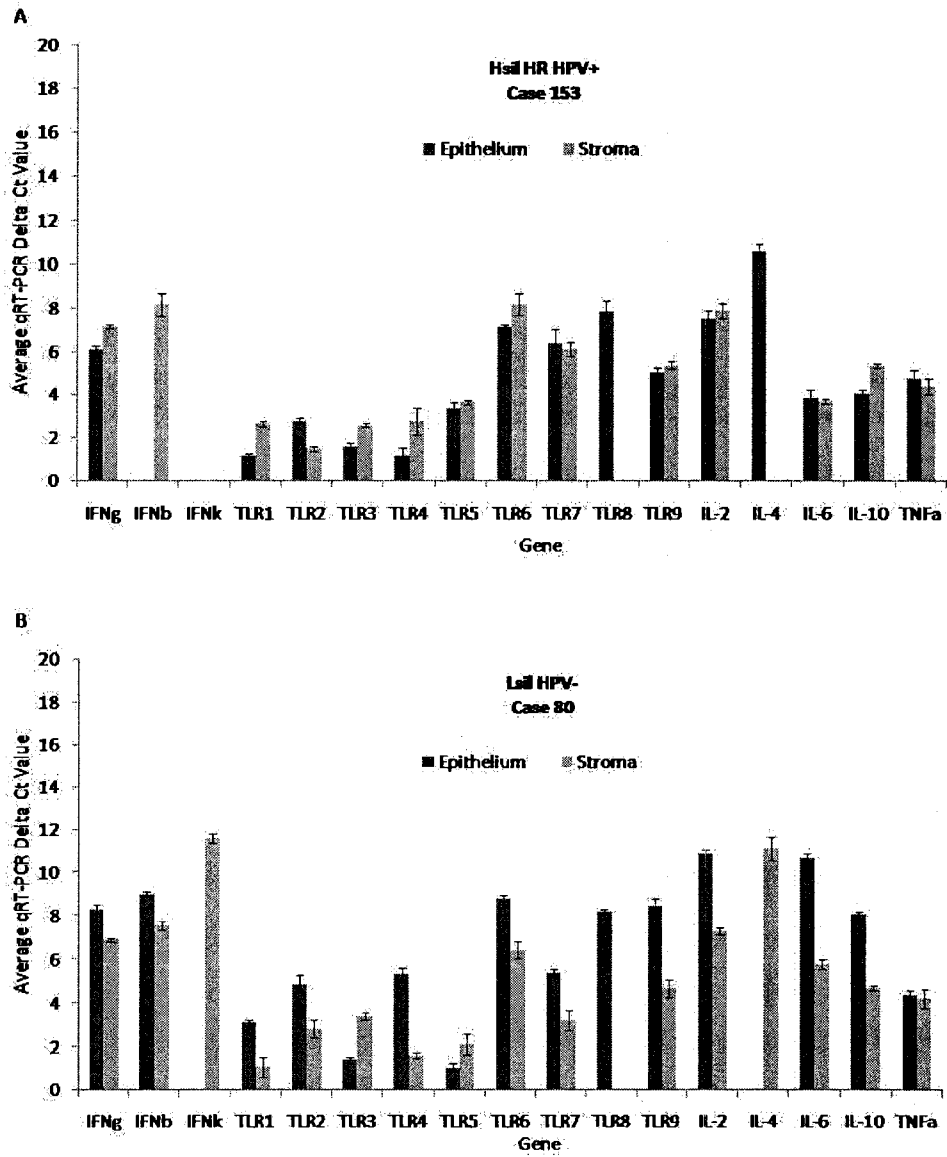 A
Hsil HR HPV+
Case 153
Epithelium Stroma
Average qRT-PCR Delta Ct Value
20
18
16
14
12
10
8
6
4
2
0
IFNg IFNb IFNk TLR1 TLR2 TLR3 TLR4 TLR5 TLR6 TLR7 TLR8 TLR9 IL-2 IL-4 IL-6 IL-10 TNFa
Gene
B
Lsil HPV-
Case 80
Epithelium Stroma
Average qRT-PCR Delta Ct Value
20
18
16
14
12
10
8
6
4
2
0
IFNg IFNb IFNk TLR1 TLR2 TLR3 TLR4 TLR5 TLR6 TLR7 TLR8 TLR9 IL-2 IL-4 IL-6 IL-10 TNFa
Gene